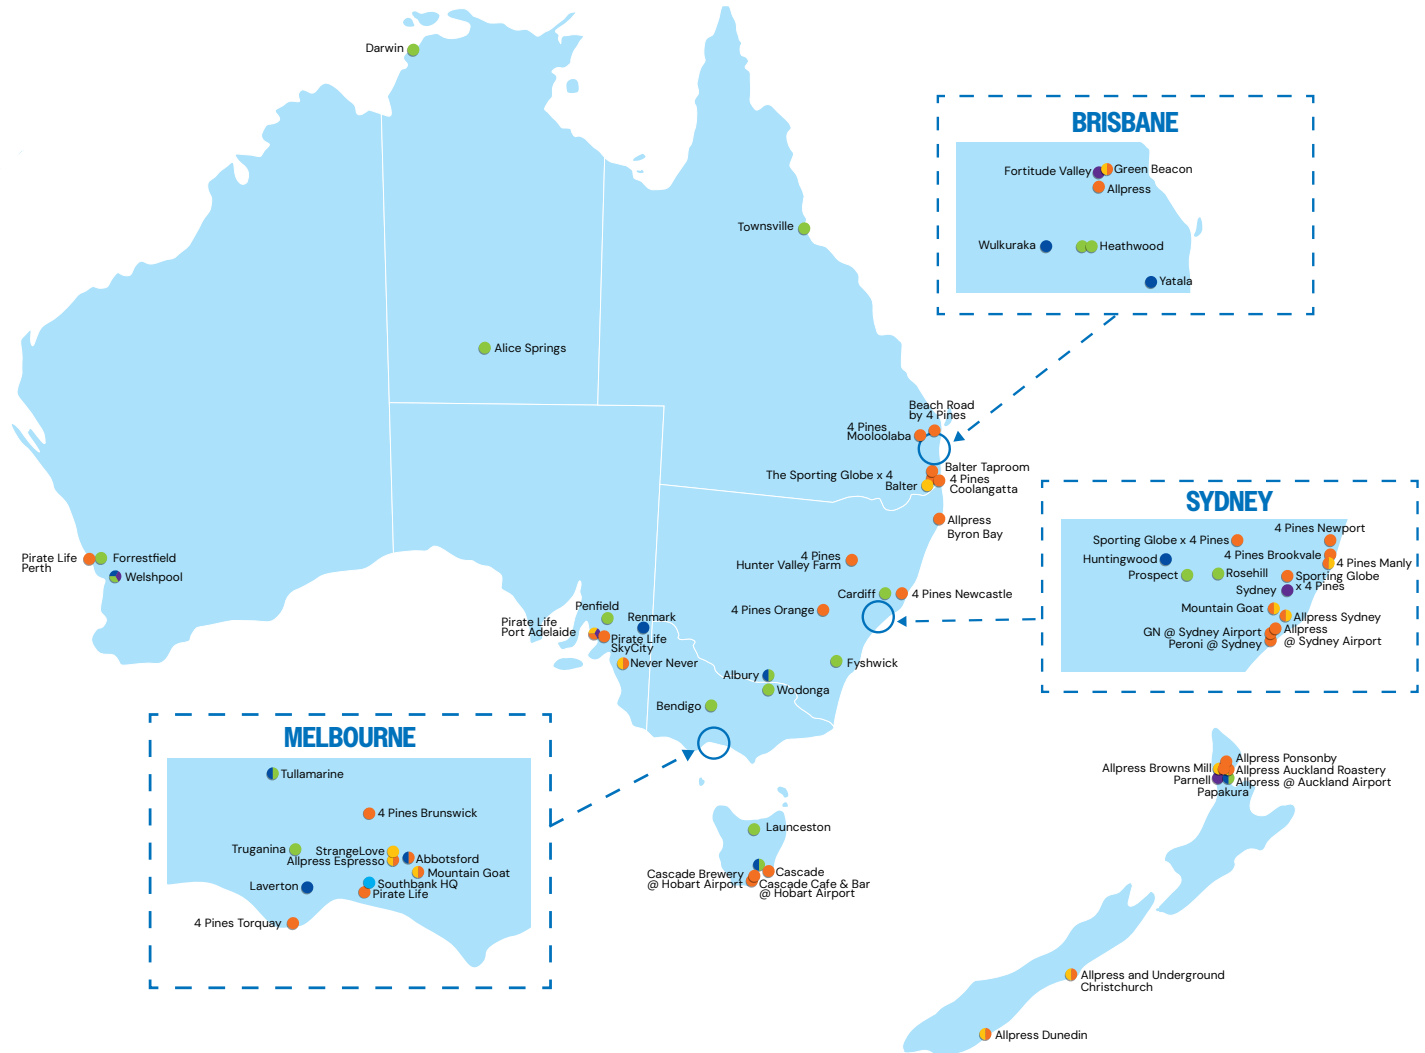 Darwin
BRISBANE
Fortitude Valley
Green Beacon
Allpress
Wulkuraka
Heathwood
Yatala
Townsville
Alice Springs
Beach Road
by 4 Pines
4 Pines
Mooloolaba
The Sporting Globe x 4
Balter Taproom
Balter
4 Pines
Coolangatta
Allpress
Byron Bay
SYDNEY
4 Pines Newport
Sporting Globe x 4 Pines
4 Pines Brookvale
Huntingwood
4 Pines Manly
Prospect
Rosehill
Sporting Globe
x 4 Pines
Sydney
Mountain Goat
Allpress Sydney
GN @ Sydney Airport
Allpress
@ Sydney Airport
Peroni @ Sydney
Pirate Life
Perth
Forrestfield
Welshpool
4 Pines
Hunter Valley Farm
Cardiff
4 Pines Newcastle
4 Pines Orange
Penfield
Renmark
Pirate Life
Port Adelaide
Pirate Life
SkyCity
Never Never
Fyshwick
Albury
Wodonga
Bendigo
MELBOURNE
Tullamarine
4 Pines Brunswick
Truganina
StrangeLove
Allpress Espresso
Abbotsford
Mountain Goat
Laverton
Southbank HQ
Pirate Life
4 Pines Torquay
Launceston
Cascade Brewery
@ Hobart Airport
Cascade
Cascade Cafe & Bar
@ Hobart Airport
Allpress Ponsonby
Allpress Browns Mill
Allpress Auckland Roastery
Parnell
Allpress @ Auckland Airport
Papakura
Allpress and Underground
Christchurch
Allpress Dunedin